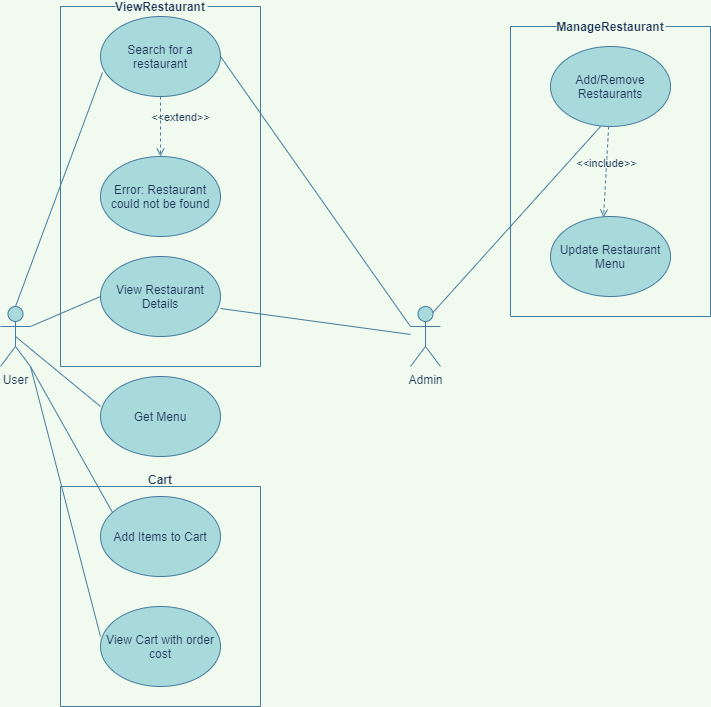 ViewRestaurant
Search for a
restaurant
<<extend>>
Error: Restaurant
could not be found
View Restaurant
Details
User
Get Menu
Cart
Add Items to Cart
View Cart with order
cost
Admin
ManageRestaurant
Add/Remove
Restaurants
<<include>>
Update Restaurant
Menu